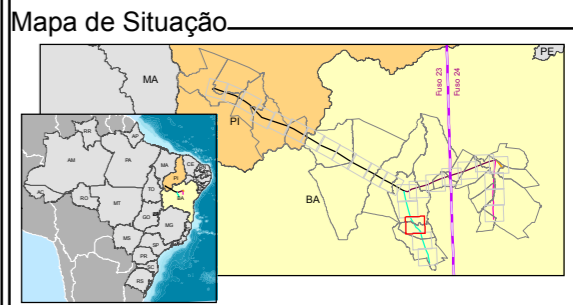 Mapa de Situação
PE
MA
PI
Fuso 23
Fuso 24
BA
RR
AP
AM
PA
MA
CE
PI
AC
TO
RO
BA
MT
GO
MG
MS
SP
PR
SC
RS